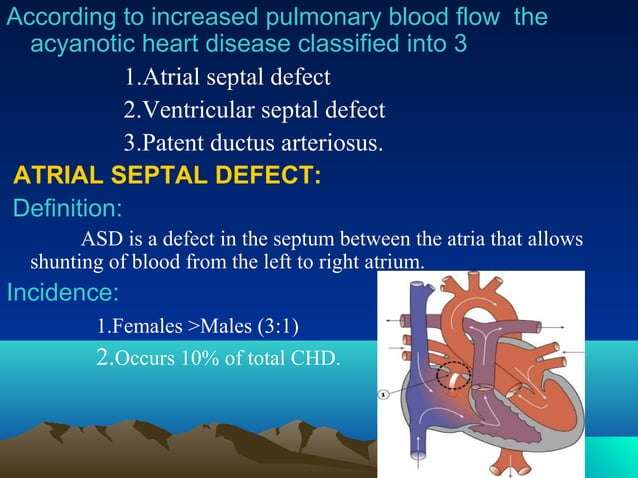 According to increased pulmonary blood flow the
acyanotic heart disease classified into 3
1.Atrial septal defect
2.Ventricular septal defect
3.Patent ductus arteriosus.
ATRIAL SEPTAL DEFECT:
Definition:
ASD is a defect in the septum between the atria that allows
shunting of blood from the left to right atrium.
Incidence:
1.Females >Males (3:1)
2.Occurs 10% of total CHD.
1